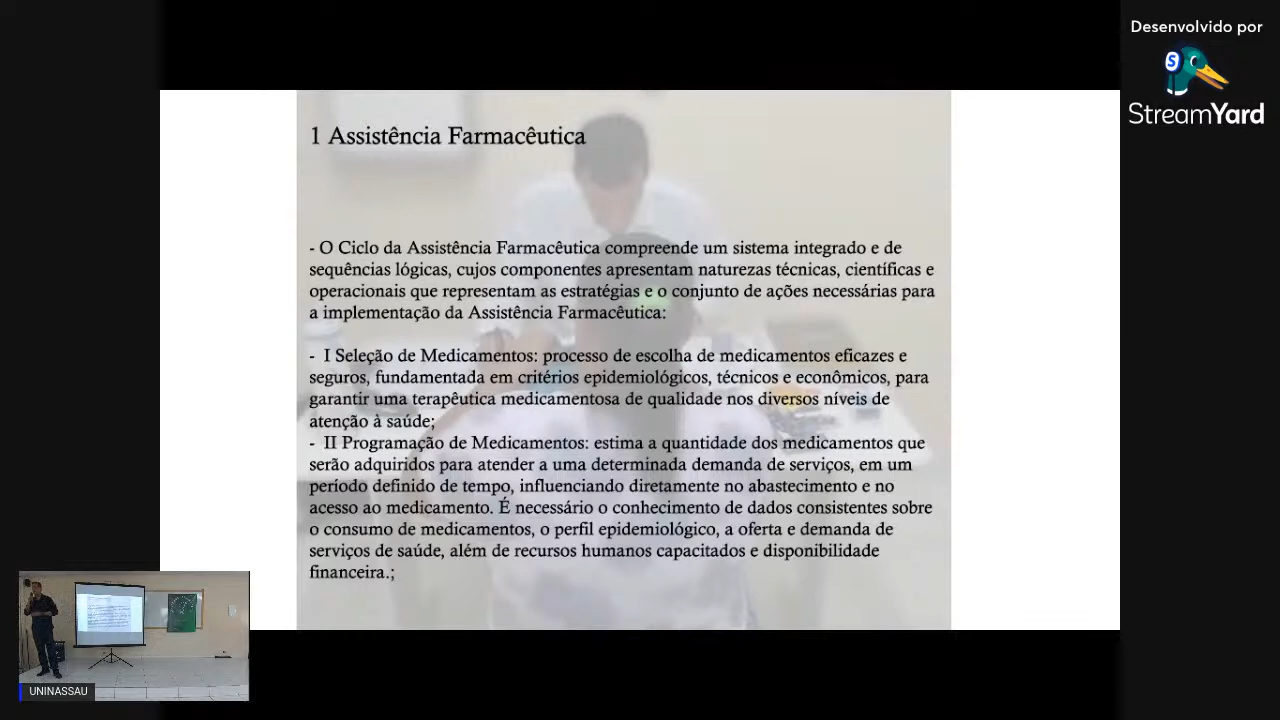 Desenvolvido por
StreamYard
1 Assistência Farmacêutica
- O Ciclo da Assistência Farmacêutica compreende um sistema integrado e de
sequências lógicas, cujos componentes apresentam naturezas técnicas, científicas e
operacionais que representam as estratégias e o conjunto de ações necessárias para
a implementação da Assistência Farmacêutica:
- I Seleção de Medicamentos: processo de escolha de medicamentos eficazes e
seguros, fundamentada em critérios epidemiológicos, técnicos e econômicos, para
garantir uma terapêutica medicamentosa de qualidade nos diversos níveis de
atenção à saúde;
- II Programação de Medicamentos: estima a quantidade dos medicamentos que
serão adquiridos para atender a uma determinada demanda de serviços, em um
período definido de tempo, influenciando diretamente no abastecimento e no
acesso ao medicamento. É necessário o conhecimento de dados consistentes sobre
o consumo de medicamentos, o perfil epidemiológico, a oferta e demanda de
serviços de saúde, além de recursos humanos capacitados e disponibilidade
financeira.;
UNINASSAU